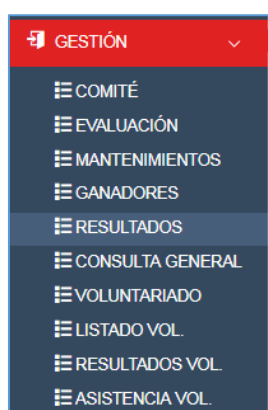 GESTIÓN
COMITÉ
EVALUACIÓN
MANTENIMIENTOS
GANADORES
RESULTADOS
CONSULTA GENERAL
VOLUNTARIADO
LISTADO VOL.
RESULTADOS VOL.
ASISTENCIA VOL.